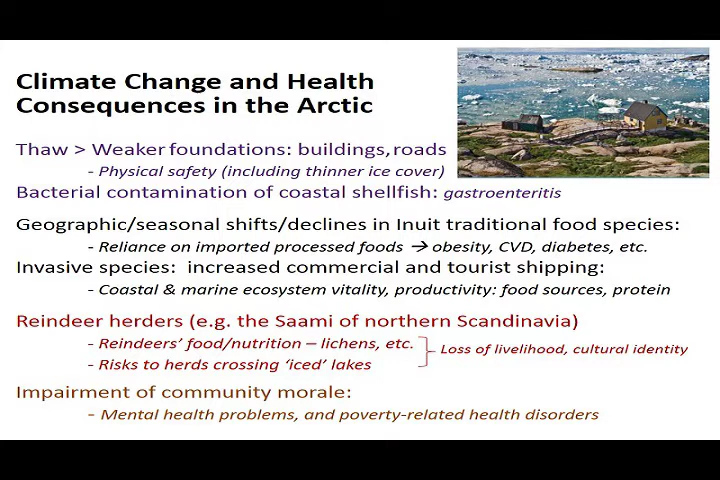 Climate Change and Health
Consequences in the Arctic
Thaw > Weaker foundations: buildings, roads
- Physical safety (including thinner ice cover)
Bacterial contamination of coastal shellfish: gastroenteritis
Geographic/seasonal shifts/declines in Inuit traditional food species:
- Reliance on imported processed foods → obesity, CVD, diabetes, etc.
Invasive species: increased commercial and tourist shipping:
- Coastal & marine ecosystem vitality, productivity: food sources, protein
Reindeer herders (e.g. the Saami of northern Scandinavia)
- Reindeers’ food/nutrition – lichens, etc.
- Risks to herds crossing ‘iced’ lakes
Loss of livelihood, cultural identity
Impairment of community morale:
- Mental health problems, and poverty-related health disorders